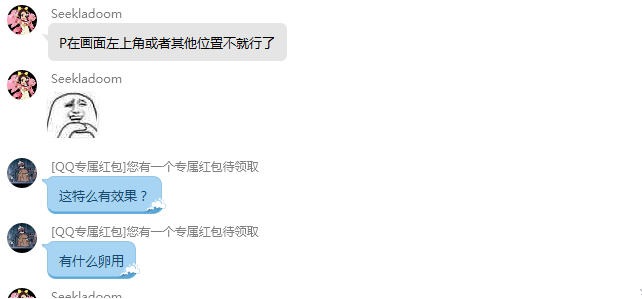 Seekladoom
P在画面左上角或者其他位置不就行了
Seekladoom
[QQ专属红包]您有一个专属红包待领取
这特么有效果？
[QQ专属红包]您有一个专属红包待领取
有什么卵用
Seekladoom